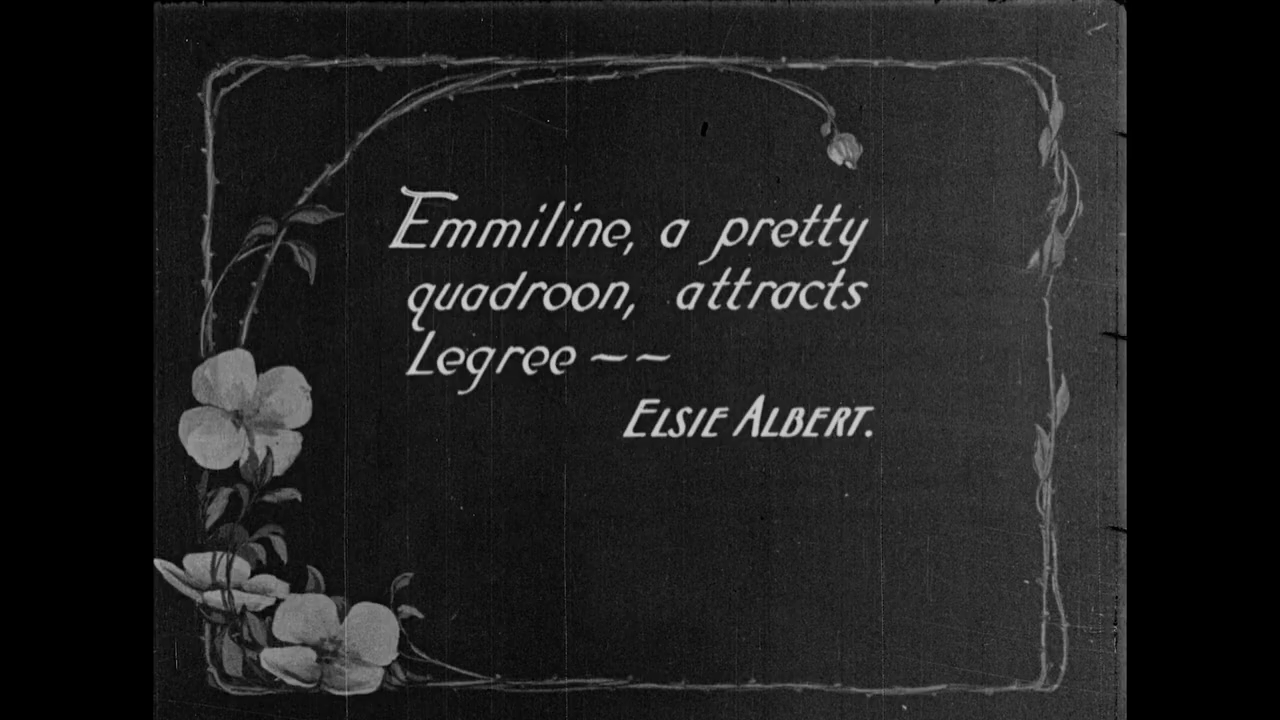 Emmiline, a pretty
quadroon, attracts
Legree ~~
ELSIE ALBERT.